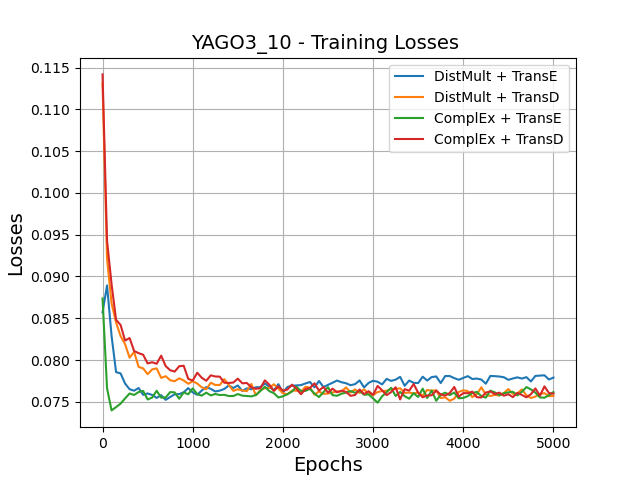 YAGO3_10 - Training Losses
DistMult + TransE
DistMult + TransD
ComplEx + TransE
ComplEx + TransD
Losses
0.115
0.110
0.105
0.100
0.095
0.090
0.085
0.080
0.075
0 1000 2000 3000 4000 5000
Epochs